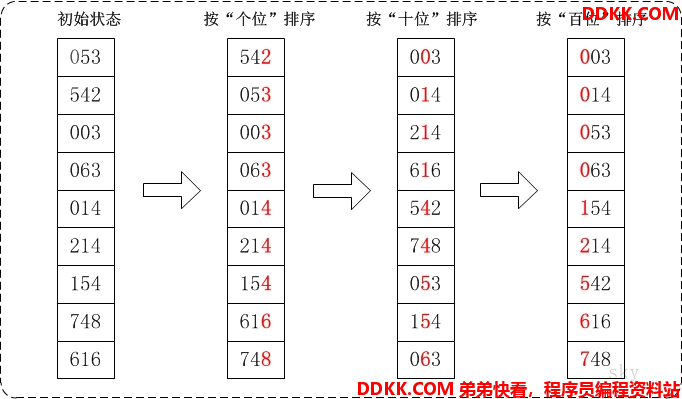 DDKK.COM
初始状态 按“个位”排序 按“十位”排序 按“百位”排序
053 542 003 003
542 053 014 014
003 003 214 053
063 063 616 063
014 014 542 154
214 214 748 214
154 154 053 542
748 616 154 616
616 748 063 748
sky
DDKK.COM 弟弟快看，程序员编程资料站